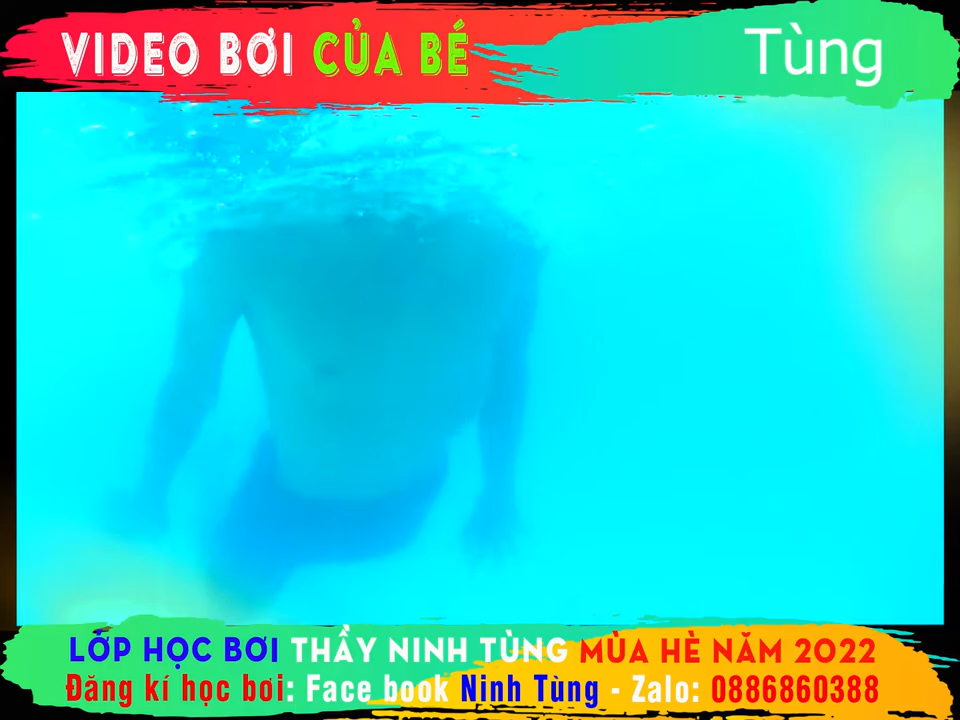 VIDEO BƠI CỦA BÉ
Tùng
LỚP HỌC BƠI THẦY NINH TÙNG MÙA HÈ NĂM 2022
Đăng kí học bơi: Face book Ninh Tùng - Zalo: 0886860388